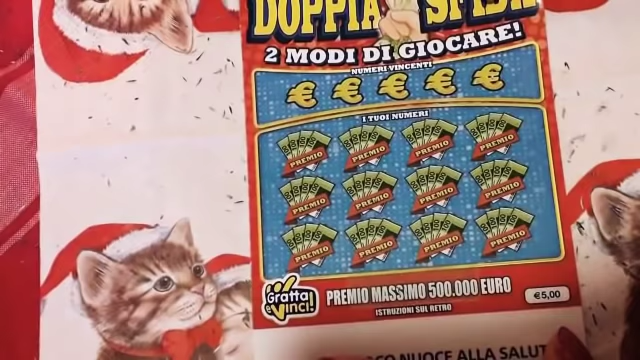 DOPPIA SFIDA
2 MODI DI GIOCARE!
NUMERI VINCENTI
€ € € € €
I TUOI NUMERI
PREMIO PREMIO PREMIO PREMIO
PREMIO PREMIO PREMIO PREMIO
PREMIO PREMIO PREMIO PREMIO
Gratta
e Vinci!
PREMIO MASSIMO 500.000 EURO
€5,00
ISTRUZIONI SUL RETRO
NUOCE ALLA SALUT